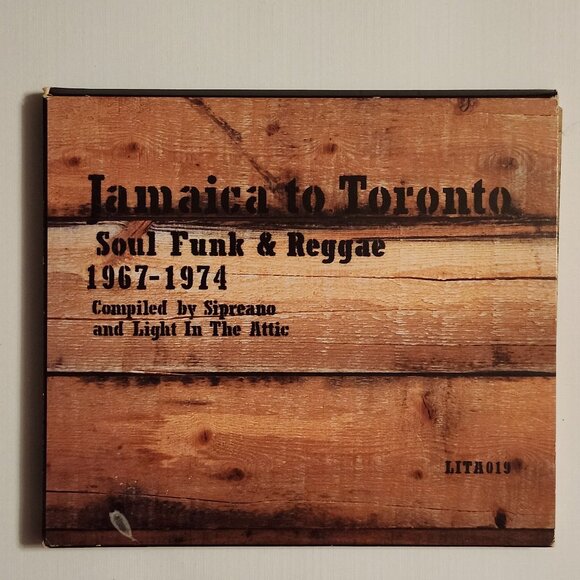 Jamaica to Toronto
Soul Funk & Reggae
1967-1974
Compiled by Sipreano
and Light In The Attic
LITA019